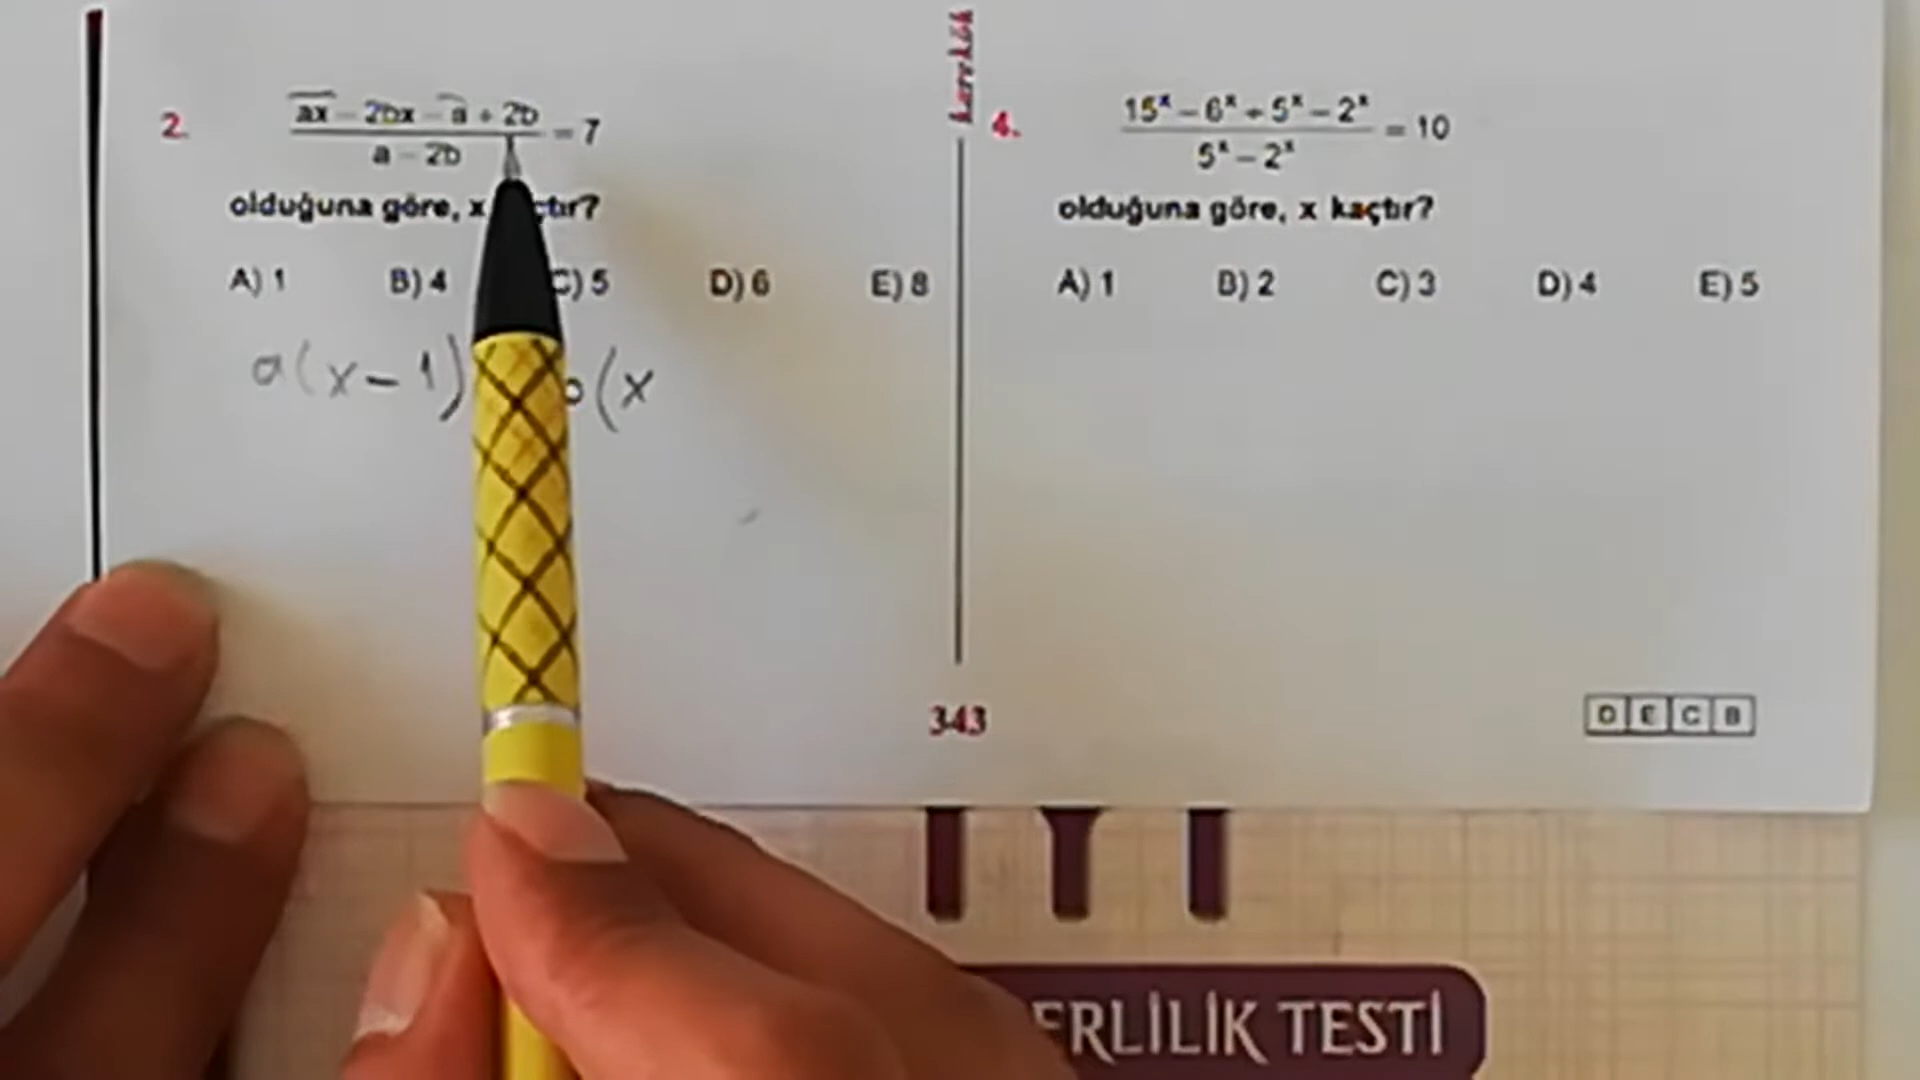 2.
ax - 2bx - a + 2b
a - 2b
= 7
olduğuna göre, x
A) 1 B) 4 C) 5 D) 6 E) 8
a(x - 1)
(x
karekök
4.
15ˣ - 6ˣ + 5ˣ - 2ˣ
5ˣ - 2ˣ
= 10
olduğuna göre, x kaçtır?
A) 1 B) 2 C) 3 D) 4 E) 5
343
D E C B
ERLİLİK TESTİ